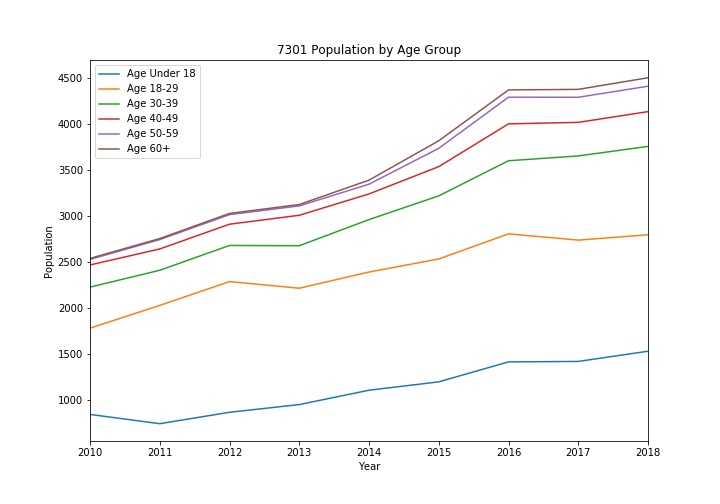 7301 Population by Age Group
Age Under 18
Age 18-29
Age 30-39
Age 40-49
Age 50-59
Age 60+
Population
4500
4000
3500
3000
2500
2000
1500
1000
2010 2011 2012 2013 2014 2015 2016 2017 2018
Year